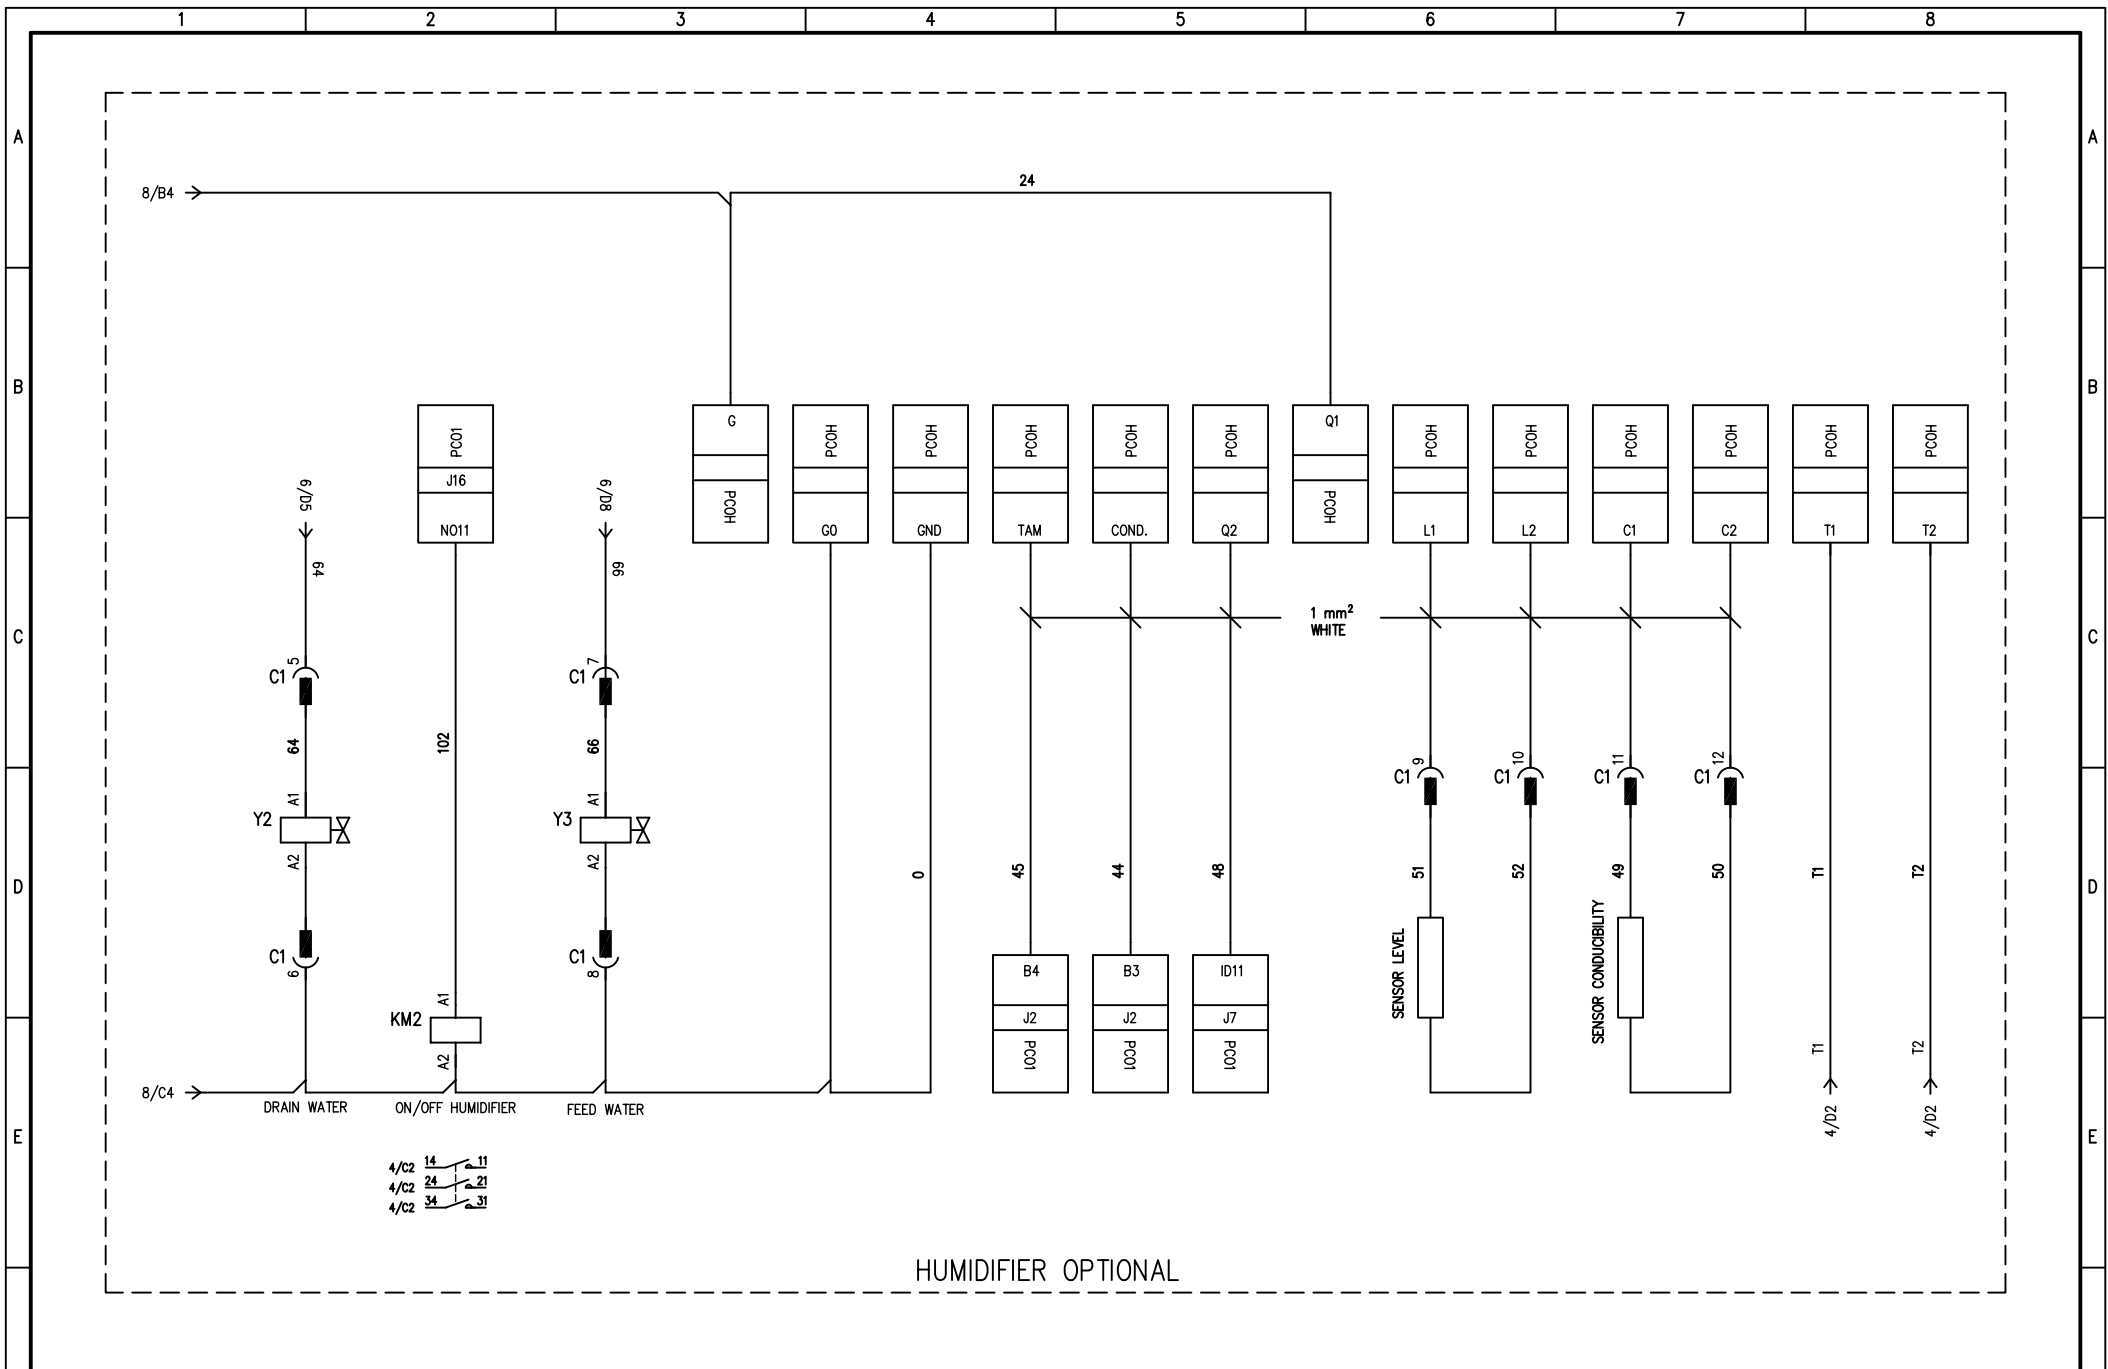 1 2 3 4 5 6 7 8
A A
8/B4 24
B B
PCO1 G PCOH PCOH PCOH PCOH PCOH Q1 PCOH PCOH PCOH PCOH PCOH PCOH
6/D5 J16 6/D8 PCOH PCOH
NO11 G0 GND TAM COND. Q2 L1 L2 C1 C2 T1 T2
64 66
1 mm²
WHITE
C C
C1 5 C1 7
64 102 66
C1 9 C1 10 C1 11 C1 12
A1 A1
Y2 Y3
A2 A2
D 0 45 44 48 51 52 49 50 T1 T2 D
SENSOR LEVEL
SENSOR CONDUCIBILITY
C1 6 C1 8
B4 B3 ID11
A1
KM2 J2 J2 J7
A2 PCO1 PCO1 PCO1 T1 T2
8/C4
DRAIN WATER ON/OFF HUMIDIFIER FEED WATER
4/D2 4/D2
E E
4/C2 14 11
4/C2 24 21
4/C2 34 31
HUMIDIFIER OPTIONAL